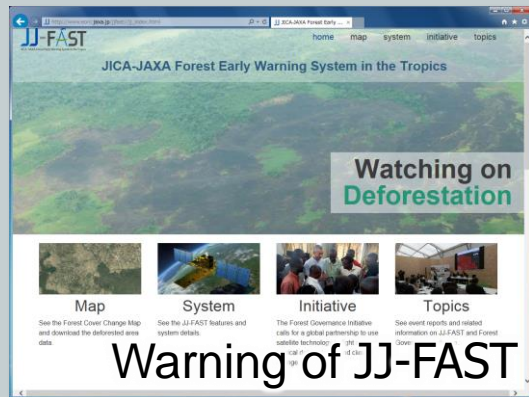 JJ-FAST
home map system initiative topics
JICA-JAXA Forest Early Warning System in the Tropics
Watching on
Deforestation
Map
See the Forest Cover Change Map
and download the deforested area
data.
System
See the JJ-FAST features and
system details.
Initiative
The Forest Governance Initiative
calls for a global partnership to use
satellite
Topics
See event reports and related
information on JJ-FAST and Forest
Warning of JJ-FAST